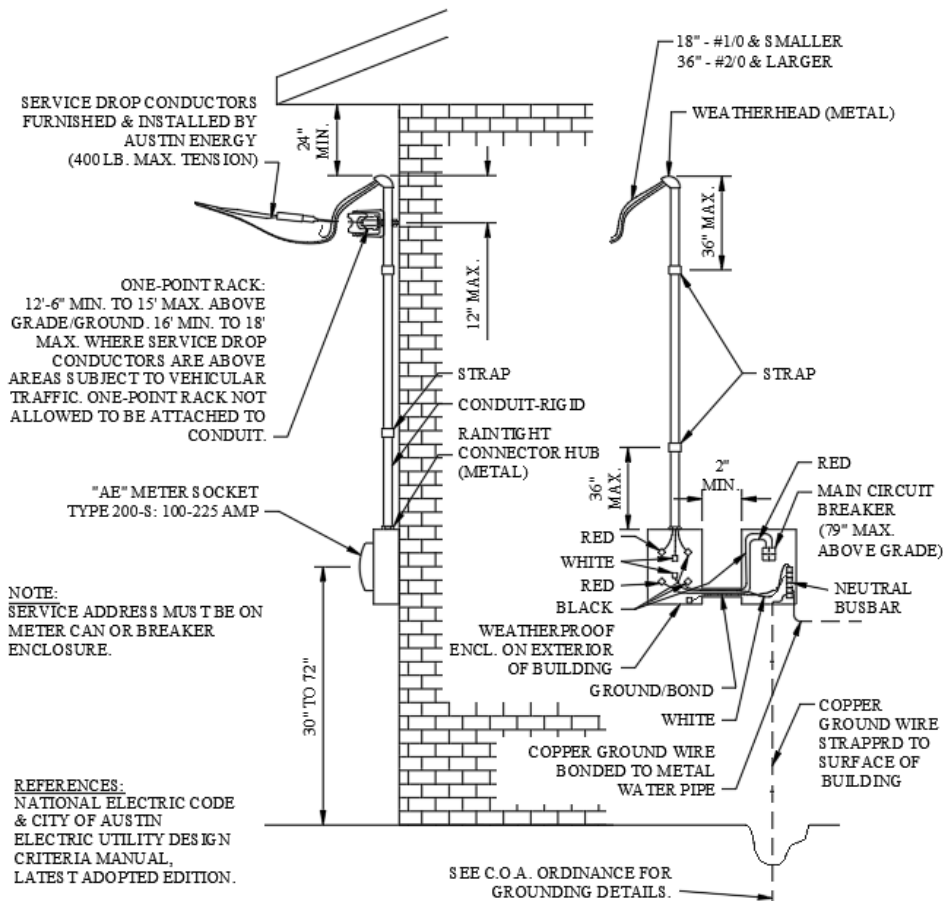 18" - #1/0 & SMALLER
36" - #2/0 & LARGER
WEATHERHEAD (METAL)
SERVICE DROP CONDUCTORS
FURNISHED & INSTALLED BY
AUSTIN ENERGY
(400 LB. MAX. TENSION)
24"
MIN.
36" MAX.
12" MAX.
ONE-POINT RACK:
12'-6" MIN. TO 15' MAX. ABOVE
GRADE/GROUND. 16' MIN. TO 18'
MAX. WHERE SERVICE DROP
CONDUCTORS ARE ABOVE
AREAS SUBJECT TO VEHICULAR
TRAFFIC. ONE-POINT RACK NOT
ALLOWED TO BE ATTACHED TO
CONDUIT.
STRAP
CONDUIT-RIGID
RAINTIGHT
CONNECTOR HUB
(METAL)
STRAP
36"
MAX.
2"
MIN.
RED
MAIN CIRCUIT
BREAKER
(79" MAX.
ABOVE GRADE)
"AE" METER SOCKET
TYPE 200-S: 100-225 AMP
RED
WHITE
RED
BLACK
NEUTRAL
BUSBAR
WEATHERPROOF
ENCL. ON EXTERIOR
OF BUILDING
GROUND/BOND
WHITE
NOTE:
SERVICE ADDRESS MUST BE ON
METER CAN OR BREAKER
ENCLOSURE.
30" TO 72"
COPPER GROUND WIRE
BONDED TO METAL
WATER PIPE
COPPER
GROUND WIRE
STRAPPRD TO
SURFACE OF
BUILDING
REFERENCES:
NATIONAL ELECTRIC CODE
& CITY OF AUSTIN
ELECTRIC UTILITY DESIGN
CRITERIA MANUAL,
LATEST ADOPTED EDITION.
SEE C.O.A. ORDINANCE FOR
GROUNDING DETAILS.